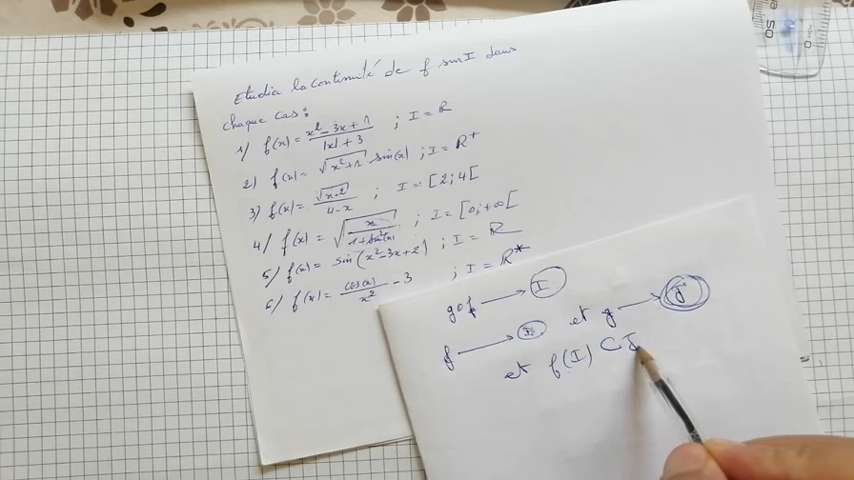 Etudier la continuité de f sur I dans
chaque cas:
1) f(x) = (x² - 3x + 1) / (|x| + 3) ; I = R
2) f(x) = √(x²+1) sin(x) ; I = R⁺
3) f(x) = √(x-2) / (4-x) ; I = [2; 4[
4) f(x) = √(x / (1+sin²(x))) ; I = [0; +∞[
5) f(x) = sin(x² - 3x + 2) ; I = R
6) f(x) = cos(x) / x² - 3 ; I = R*
gof → I
f → I et g → J
et f(I) ⊂ J
50
0